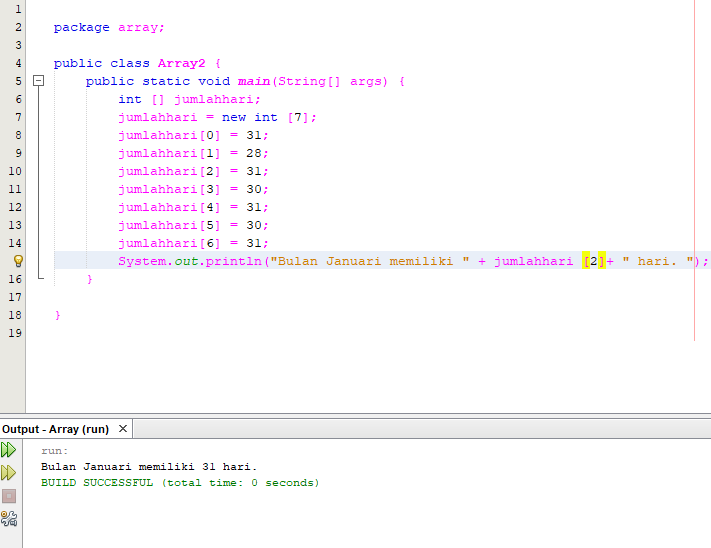 1
2 package array;
3
4 public class Array2 {
5 public static void main(String[] args) {
6 int [] jumlahhari;
7 jumlahhari = new int [7];
8 jumlahhari[0] = 31;
9 jumlahhari[1] = 28;
10 jumlahhari[2] = 31;
11 jumlahhari[3] = 30;
12 jumlahhari[4] = 31;
13 jumlahhari[5] = 30;
14 jumlahhari[6] = 31;
System.out.println("Bulan Januari memiliki " + jumlahhari [2]+ " hari. ");
16 }
17
18 }
19
Output - Array (run) ×
run:
Bulan Januari memiliki 31 hari.
BUILD SUCCESSFUL (total time: 0 seconds)